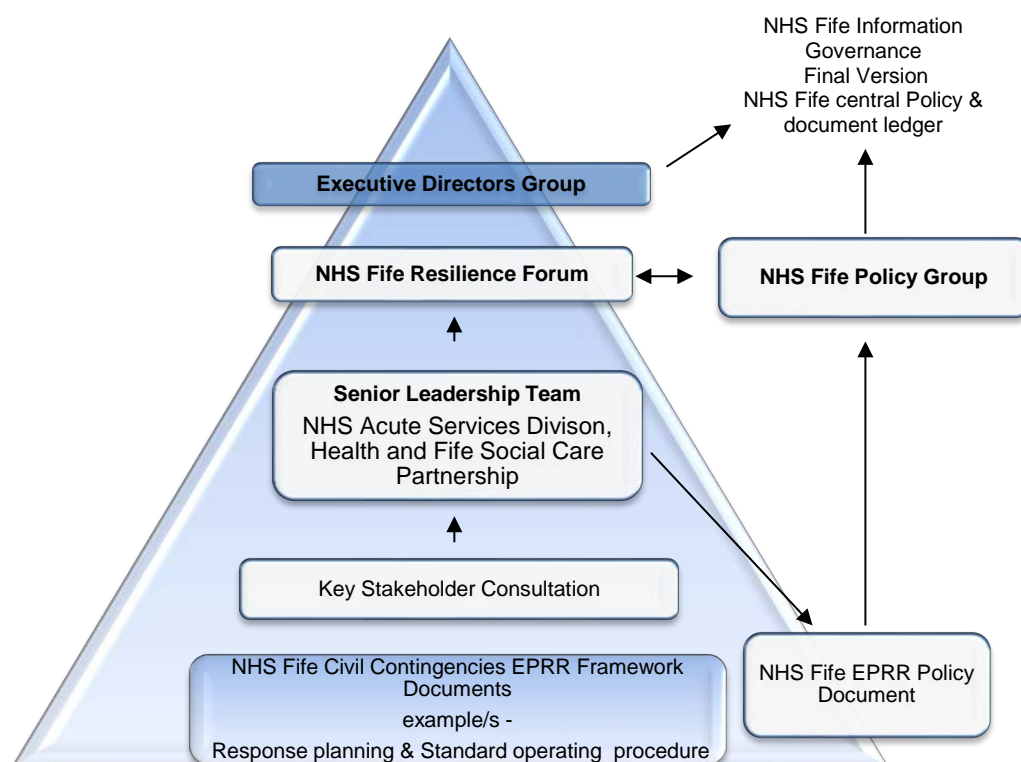 NHS Fife Information
Governance
Final Version
NHS Fife central Policy &
document ledger
Executive Directors Group
NHS Fife Resilience Forum
NHS Fife Policy Group
Senior Leadership Team
NHS Acute Services Divison,
Health and Fife Social Care
Partnership
Key Stakeholder Consultation
NHS Fife EPRR Policy
Document
NHS Fife Civil Contingencies EPRR Framework
Documents
example/s -
Response planning & Standard operating procedure